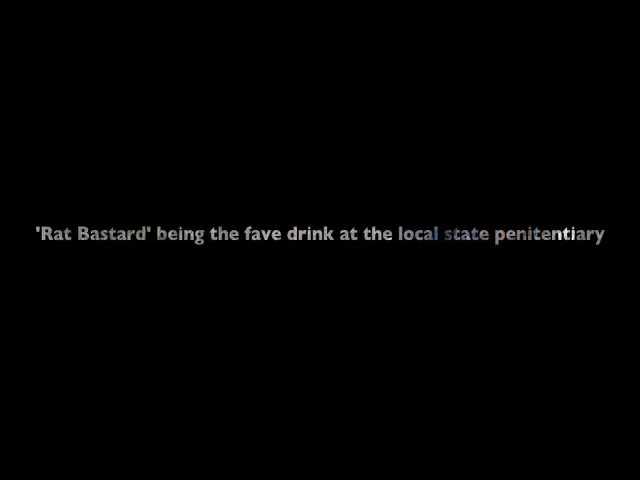 'Rat Bastard' being the fave drink at the local state penitentiary